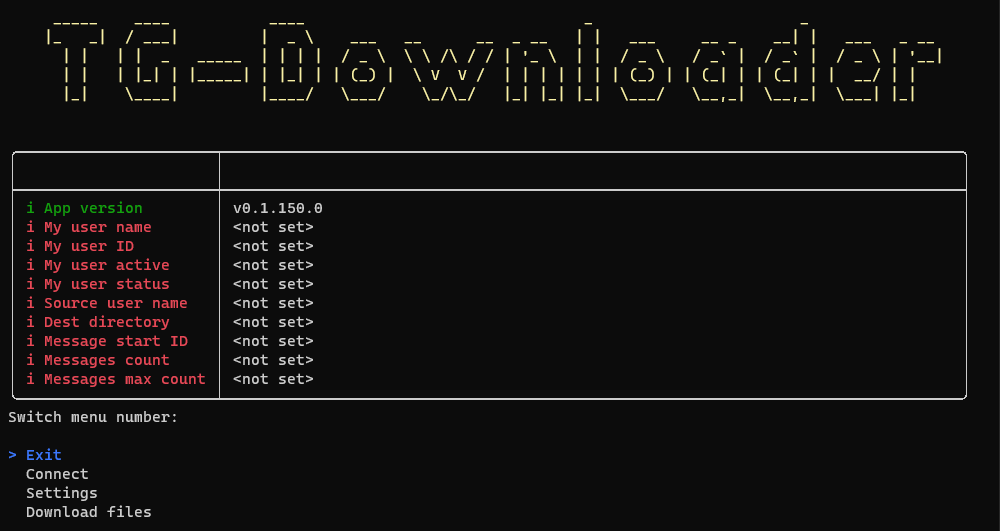 TG-Downloader
i App version v0.1.150.0
i My user name <not set>
i My user ID <not set>
i My user active <not set>
i My user status <not set>
i Source user name <not set>
i Dest directory <not set>
i Message start ID <not set>
i Messages count <not set>
i Messages max count <not set>
Switch menu number:
> Exit
Connect
Settings
Download files